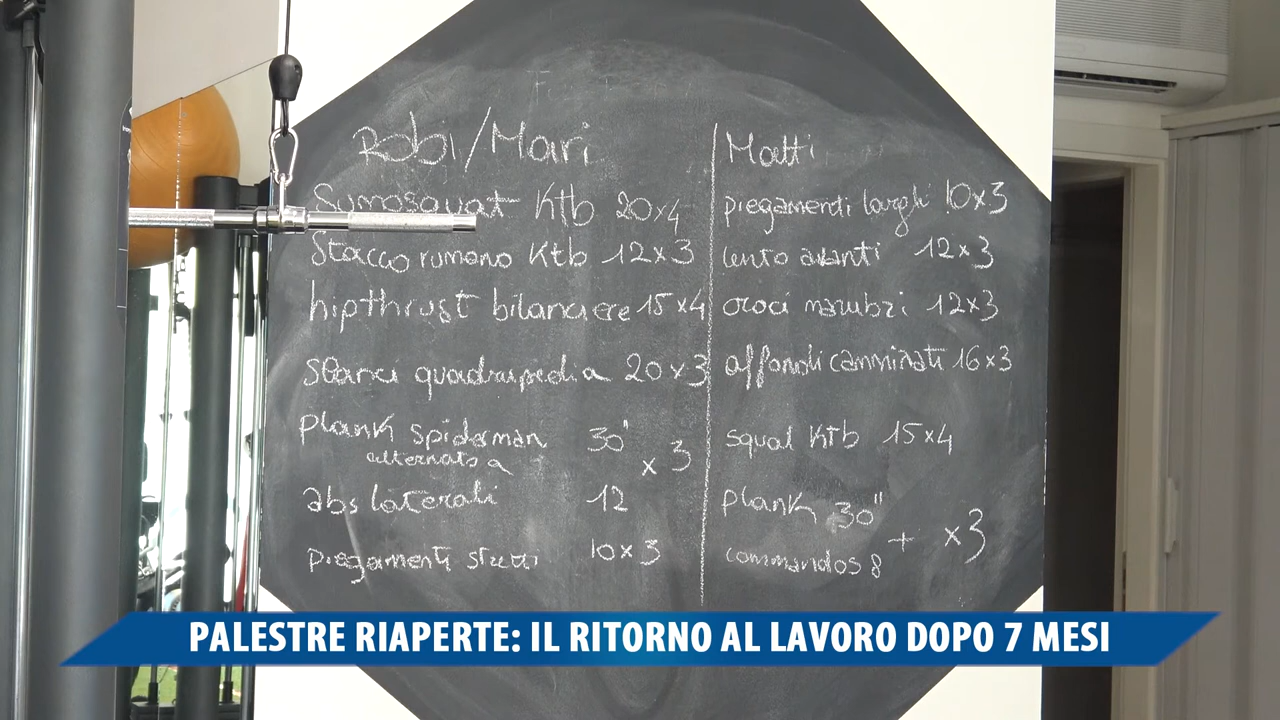 Robi/Mari
Sumosquat Ktb 20x4
Stacco rumeno Ktb 12x3
hipthrust bilanciere 15x4
slanci quadrupedia 20x3
plank spiderman 30' x3
alternato a
abs laterali 12
piegamenti stretti 10x3
Matti
piegamenti larghi 10x3
lento avanti 12x3
croci manubri 12x3
affondi camminati 16x3
squat Ktb 15x4
plank 30"
+ x3
commandos 8
PALESTRE RIAPERTE: IL RITORNO AL LAVORO DOPO 7 MESI